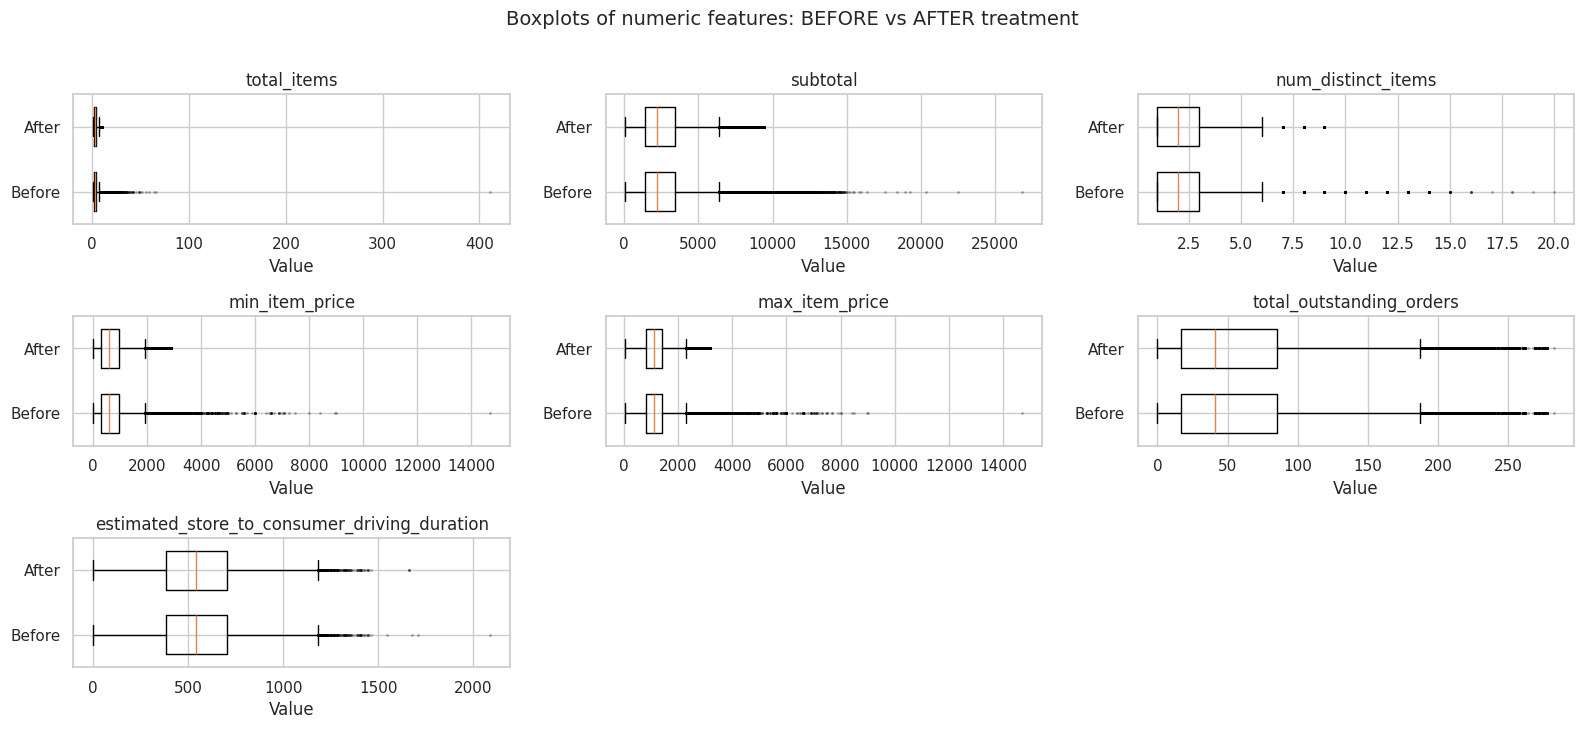 Boxplots of numeric features: BEFORE vs AFTER treatment
total_items
After
Before
0 100 200 300 400
Value
subtotal
After
Before
0 5000 10000 15000 20000 25000
Value
num_distinct_items
After
Before
2.5 5.0 7.5 10.0 12.5 15.0 17.5 20.0
Value
min_item_price
After
Before
0 2000 4000 6000 8000 10000 12000 14000
Value
max_item_price
After
Before
0 2000 4000 6000 8000 10000 12000 14000
Value
total_outstanding_orders
After
Before
0 50 100 150 200 250
Value
estimated_store_to_consumer_driving_duration
After
Before
0 500 1000 1500 2000
Value